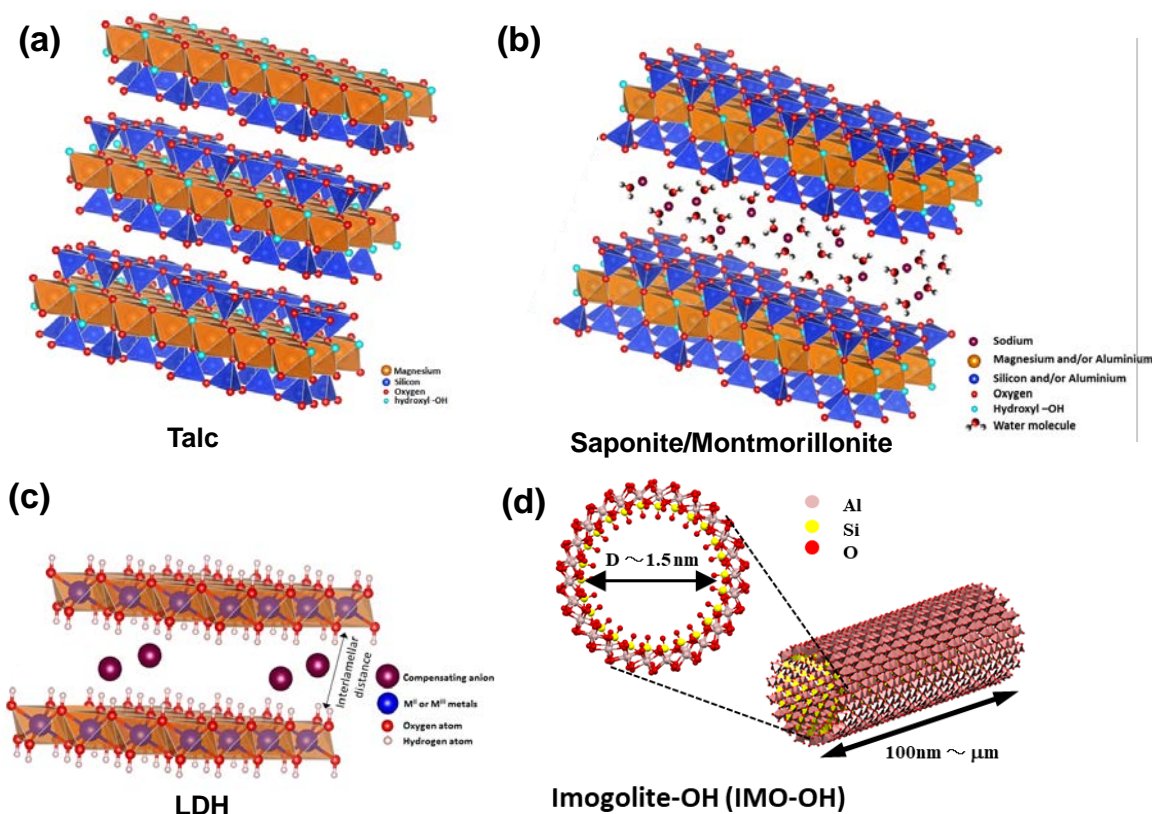 (a)
Magnesium
Silicon
Oxygen
hydroxyl -OH
Talc
(b)
Sodium
Magnesium and/or Aluminium
Silicon and/or Aluminium
Oxygen
Hydroxyl –OH
Water molecule
Saponite/Montmorillonite
(c)
Interlamellar
distance
Compensating anion
Mᴵᴵ or Mᴵᴵᴵ metals
Oxygen atom
Hydrogen atom
LDH
(d)
D ～1.5nm
Al
Si
O
100nm ～ μm
Imogolite-OH (IMO-OH)